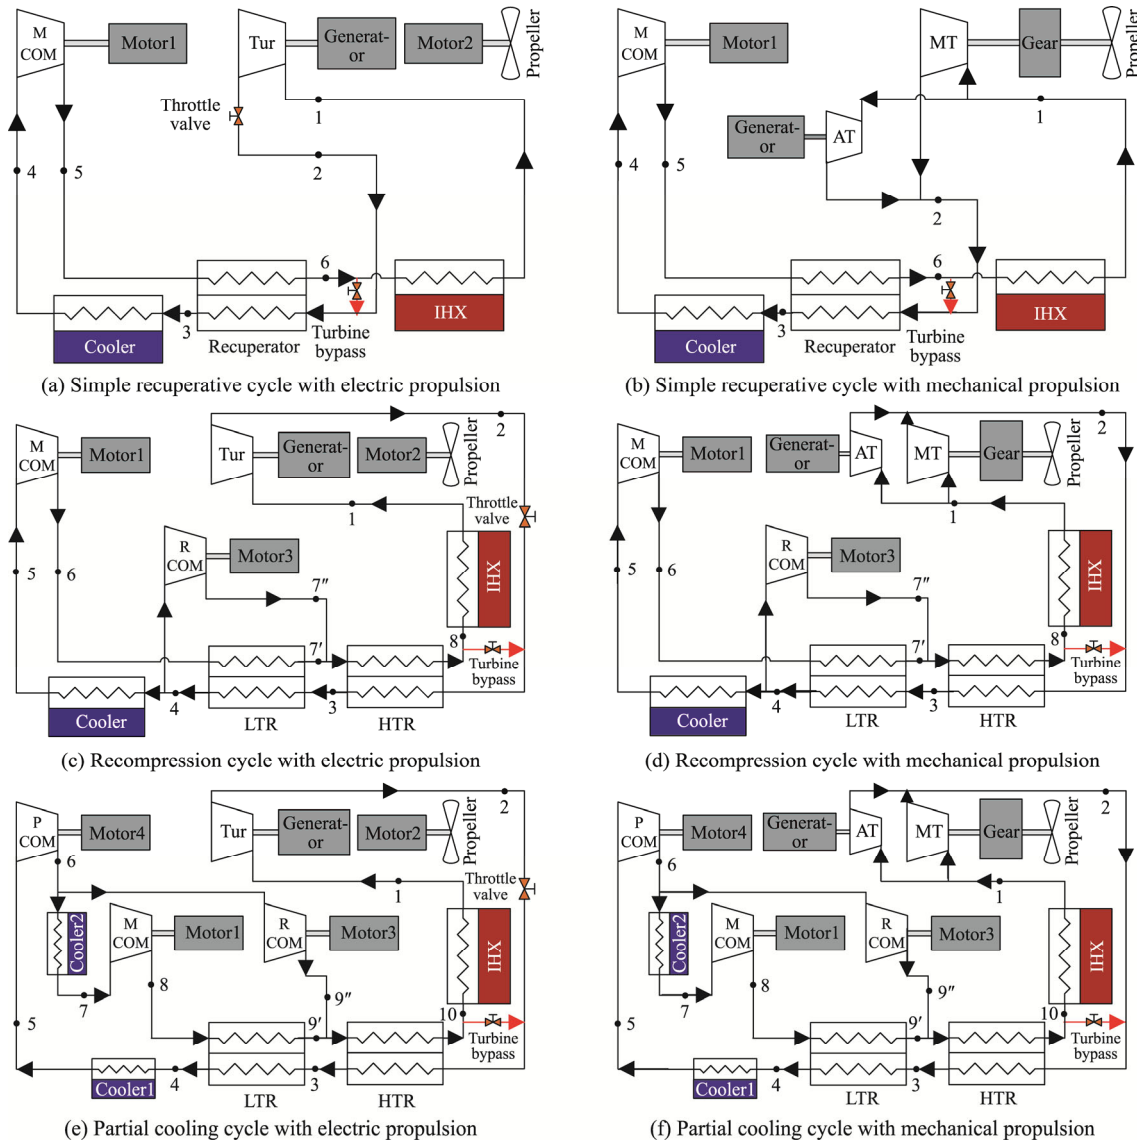 M
COM
Motor1
Tur
Generat-
or
Motor2
Propeller
Throttle
valve
1
2
4
5
6
3
Cooler
Recuperator
Turbine
bypass
IHX
(a) Simple recuperative cycle with electric propulsion
M
COM
Motor1
MT
Gear
Propeller
Generat-
or
AT
1
4
5
2
6
3
Cooler
Recuperator
Turbine
bypass
IHX
(b) Simple recuperative cycle with mechanical propulsion
M
COM
Motor1
Tur
Generat-
or
Motor2
Propeller
2
1
Throttle
valve
R
COM
Motor3
IHX
5
6
7″
7′
8
Turbine
bypass
Cooler
4
LTR
3
HTR
(c) Recompression cycle with electric propulsion
M
COM
Motor1
Generat-
or
AT
MT
Gear
Propeller
2
1
R
COM
Motor3
IHX
5
6
7″
7′
8
Turbine
bypass
Cooler
4
LTR
3
HTR
(d) Recompression cycle with mechanical propulsion
P
COM
Motor4
Tur
Generat-
or
Motor2
Propeller
2
6
1
Throttle
valve
Cooler2
M
COM
Motor1
R
COM
Motor3
IHX
7
8
9″
5
9′
10
Turbine
bypass
Cooler1
4
LTR
3
HTR
(e) Partial cooling cycle with electric propulsion
P
COM
Motor4
Generat-
or
AT
MT
Gear
Propeller
2
6
1
Cooler2
M
COM
Motor1
R
COM
Motor3
IHX
7
8
9″
5
9′
10
Turbine
bypass
Cooler1
4
LTR
3
HTR
(f) Partial cooling cycle with mechanical propulsion